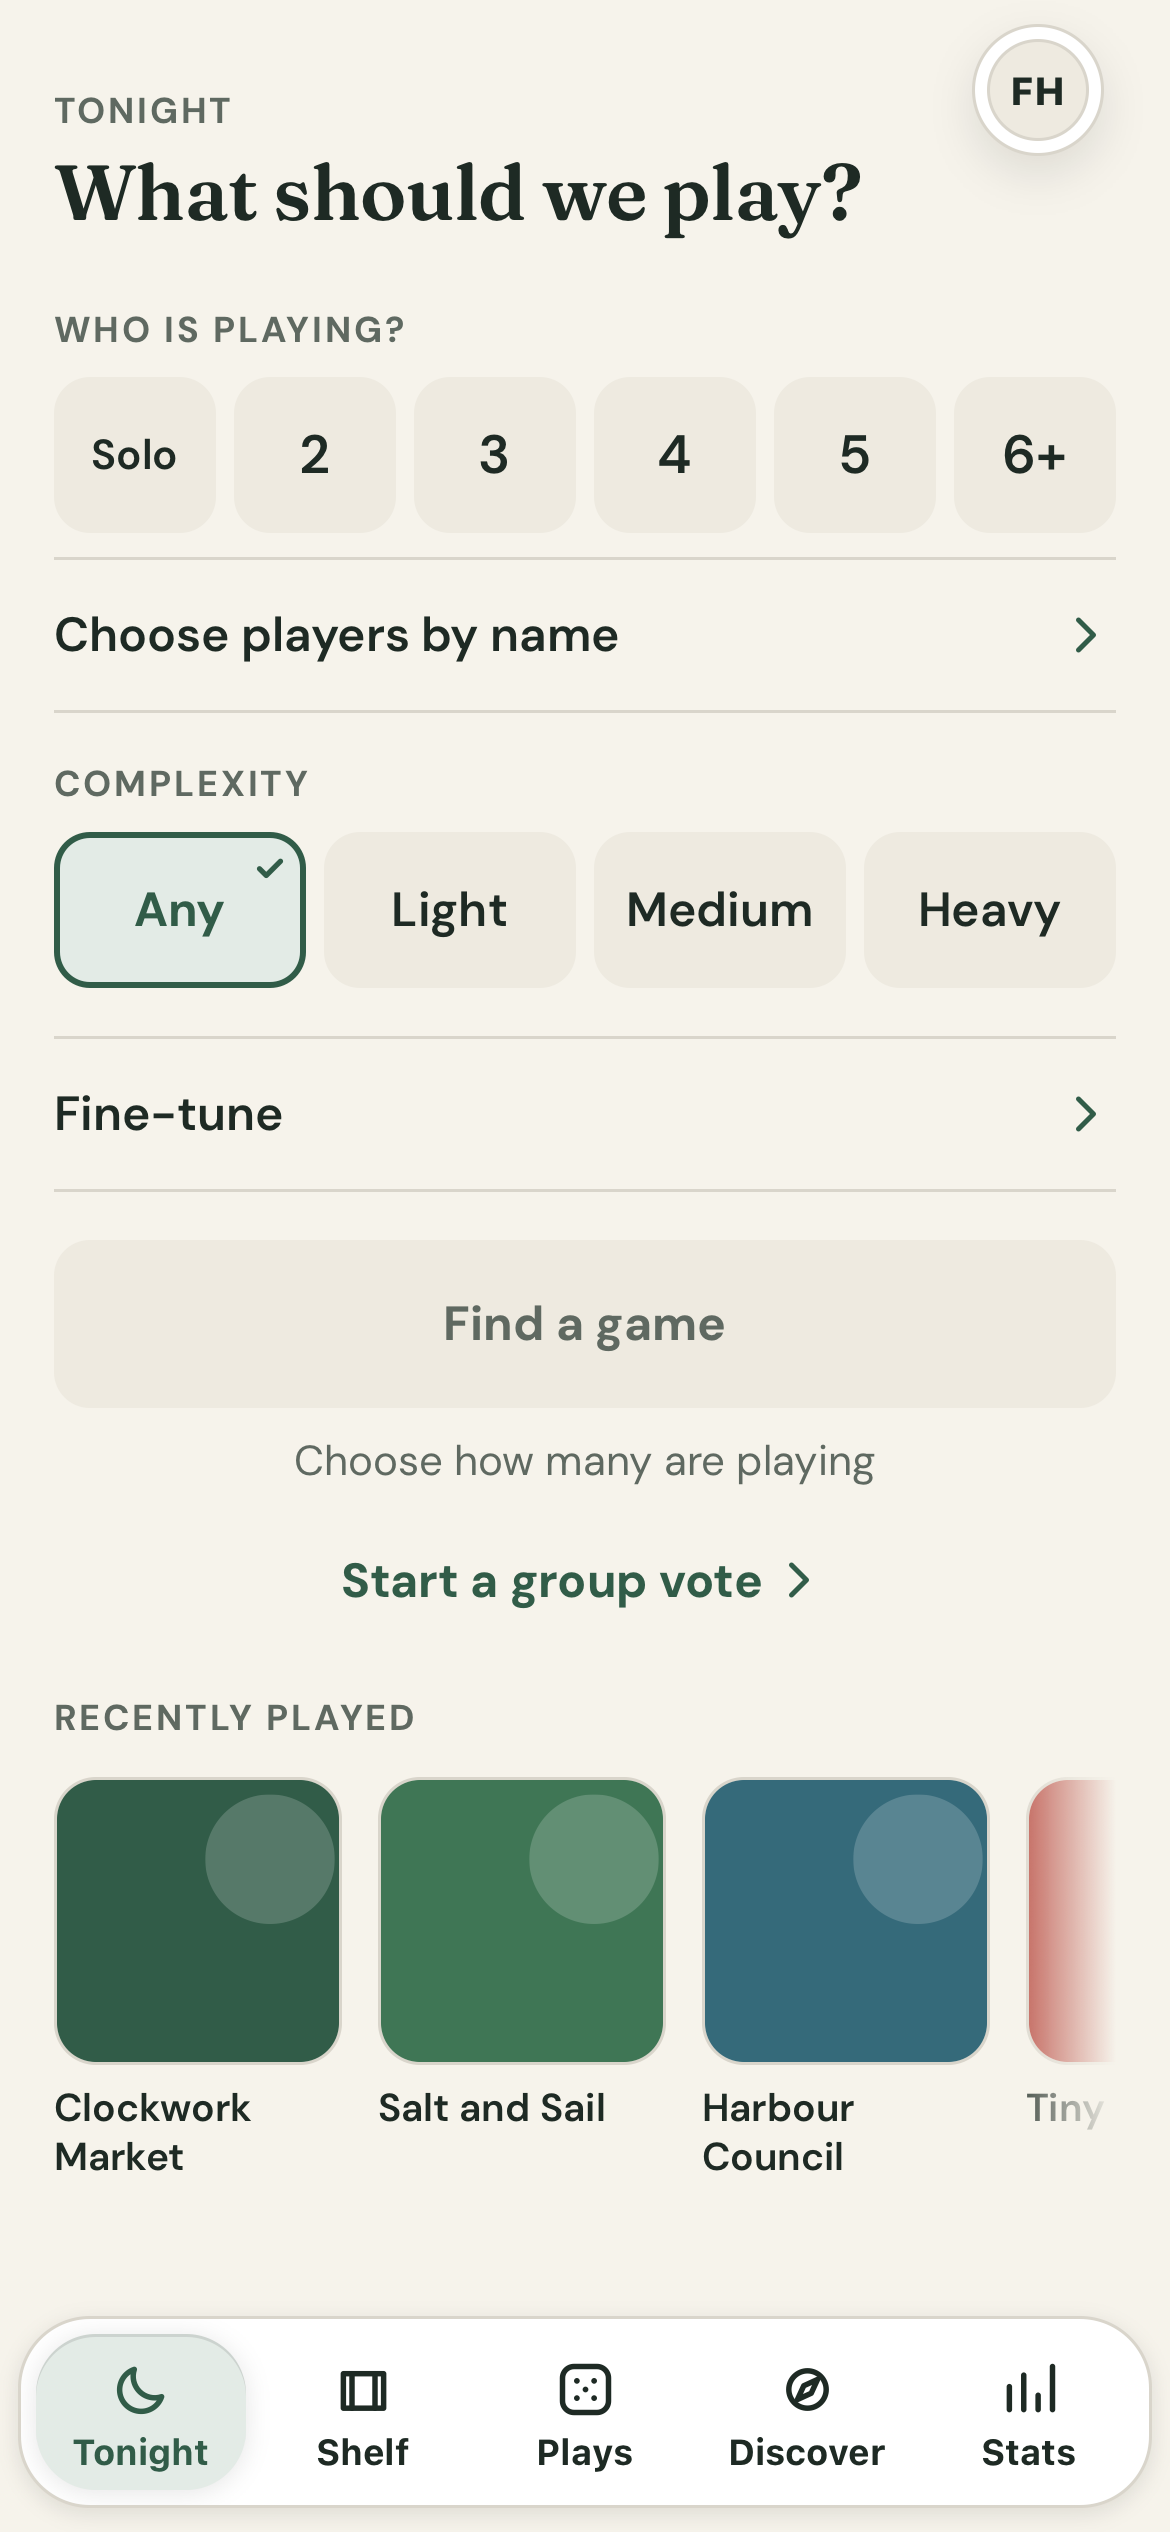 FH
TONIGHT
What should we play?
WHO IS PLAYING?
Solo 2 3 4 5 6+
Choose players by name
COMPLEXITY
Any Light Medium Heavy
Fine-tune
Find a game
Choose how many are playing
Start a group vote
RECENTLY PLAYED
Clockwork Market
Salt and Sail
Harbour Council
Tiny
Tonight Shelf Plays Discover Stats